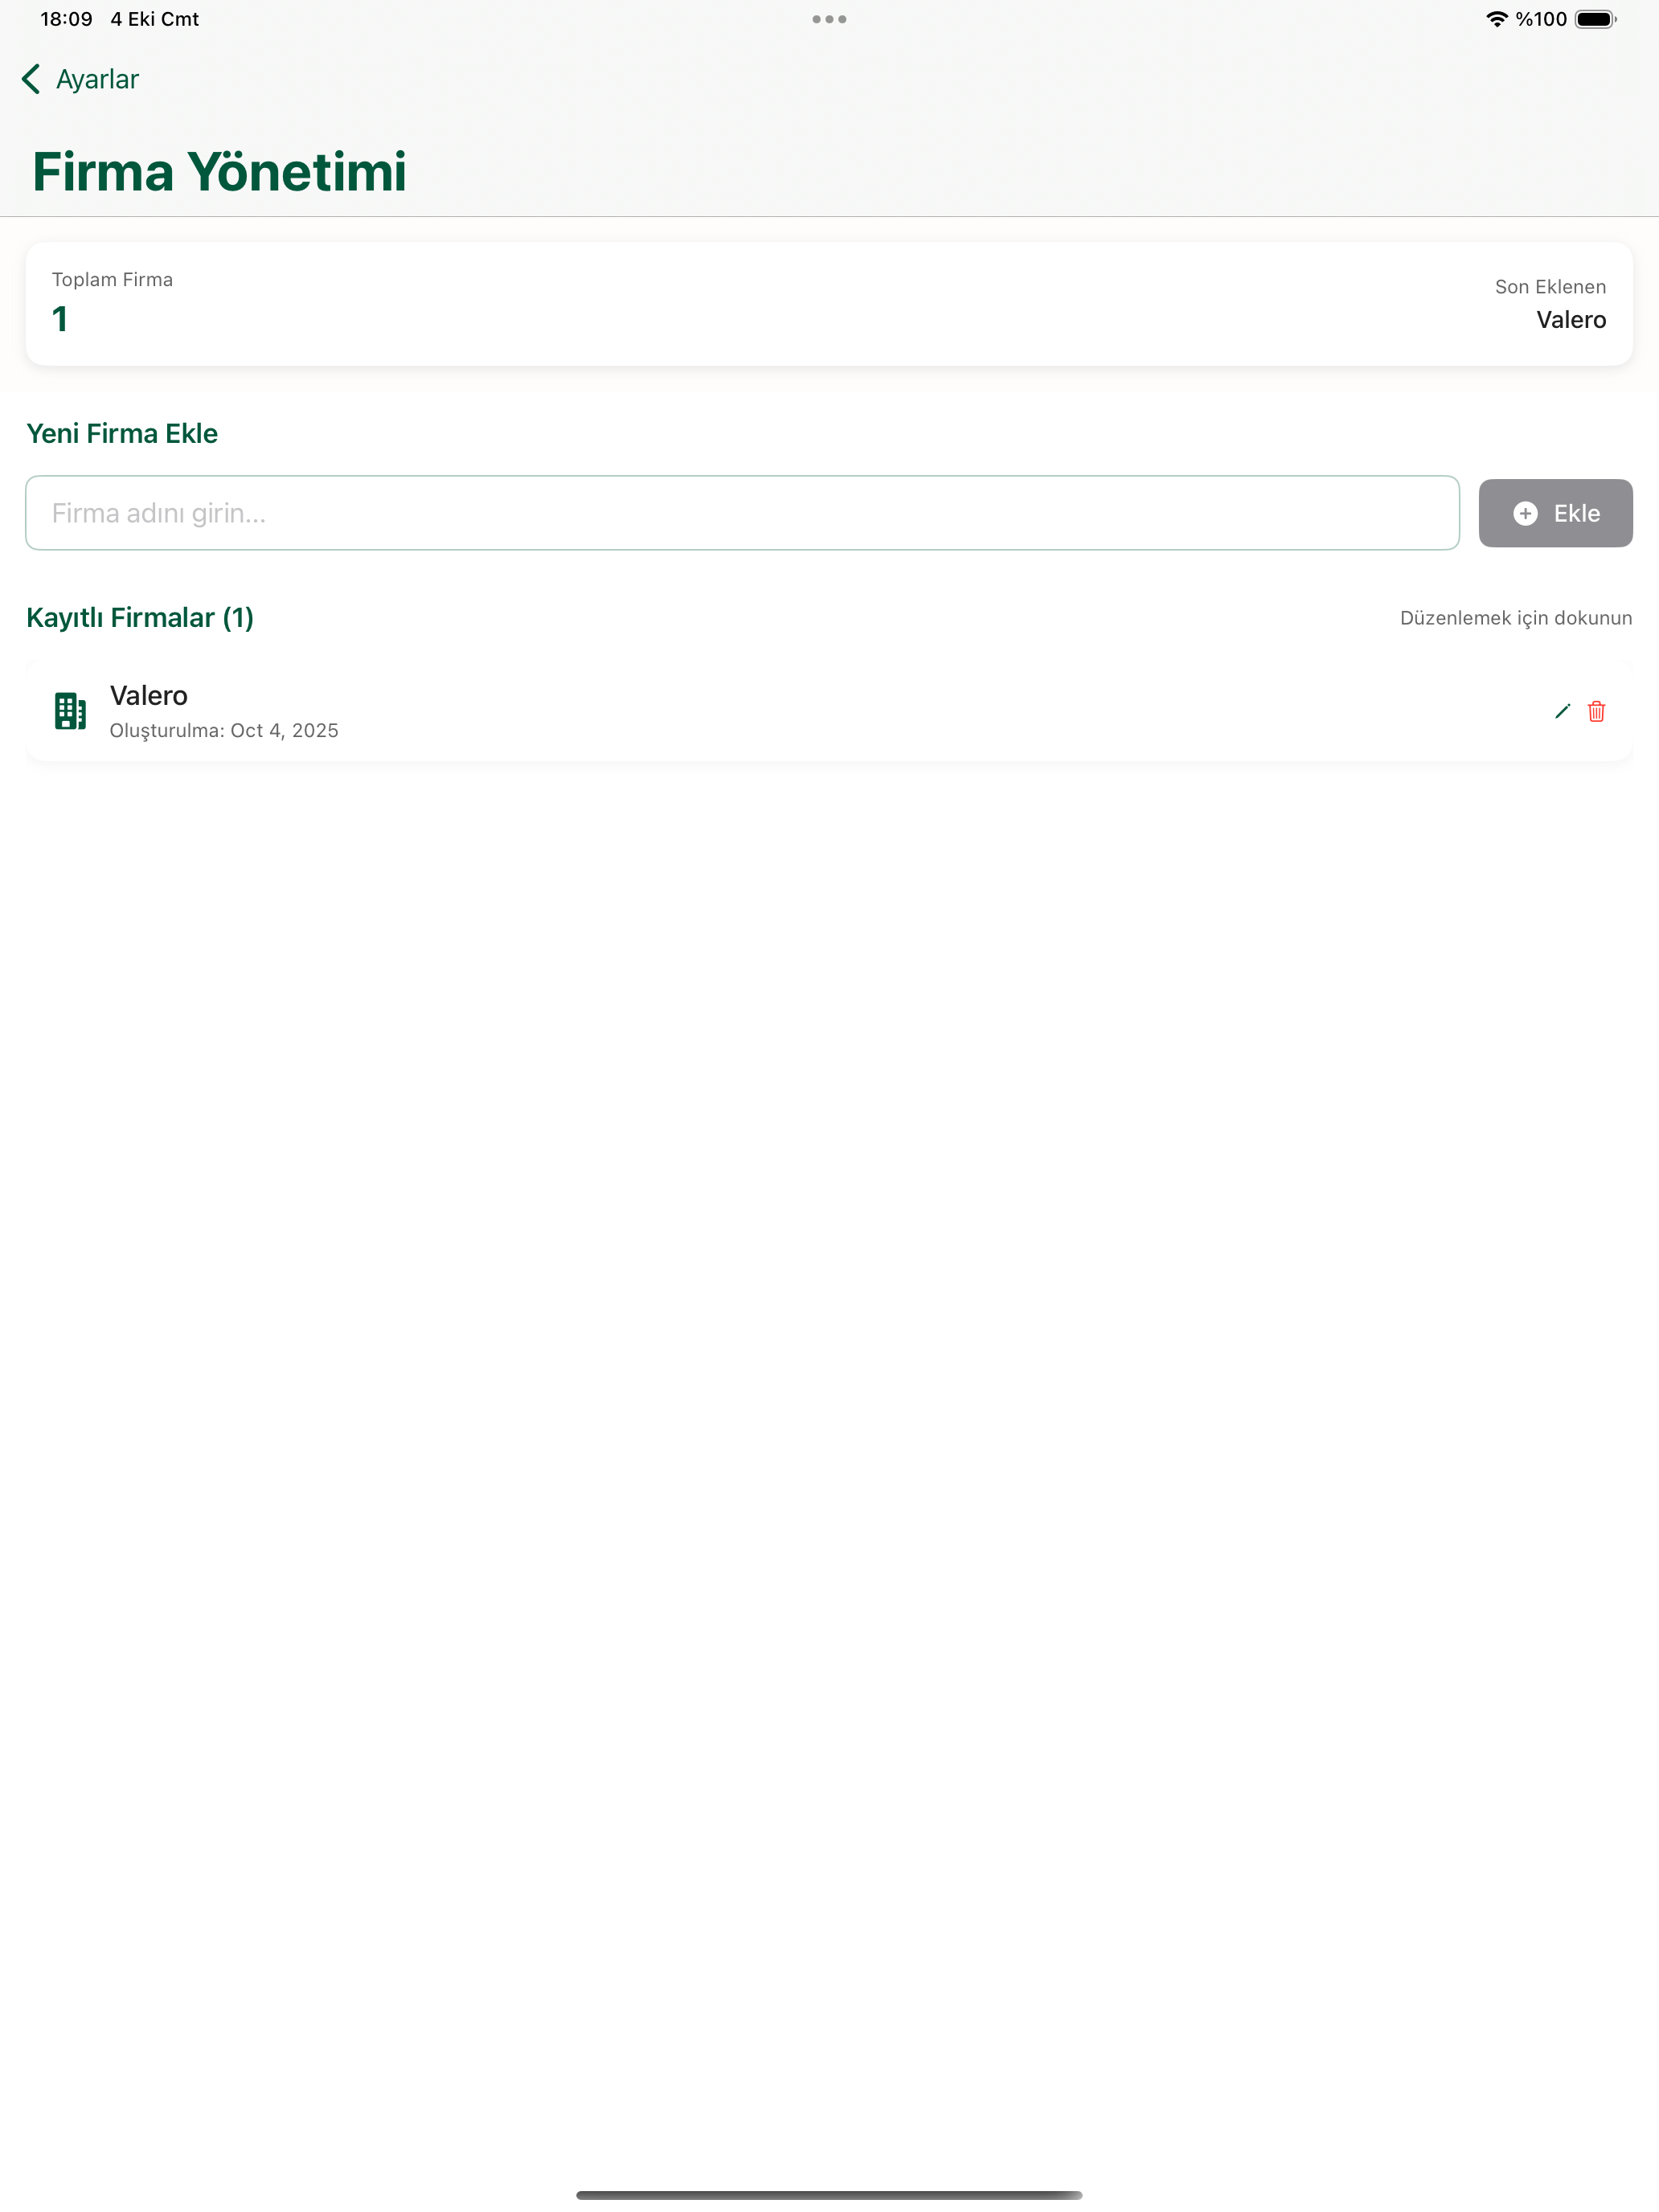 18:09 4 Eki Cmt
%100
Ayarlar
Firma Yönetimi
Toplam Firma
1
Son Eklenen
Valero
Yeni Firma Ekle
Firma adını girin...
Ekle
Kayıtlı Firmalar (1)
Düzenlemek için dokunun
Valero
Oluşturulma: Oct 4, 2025